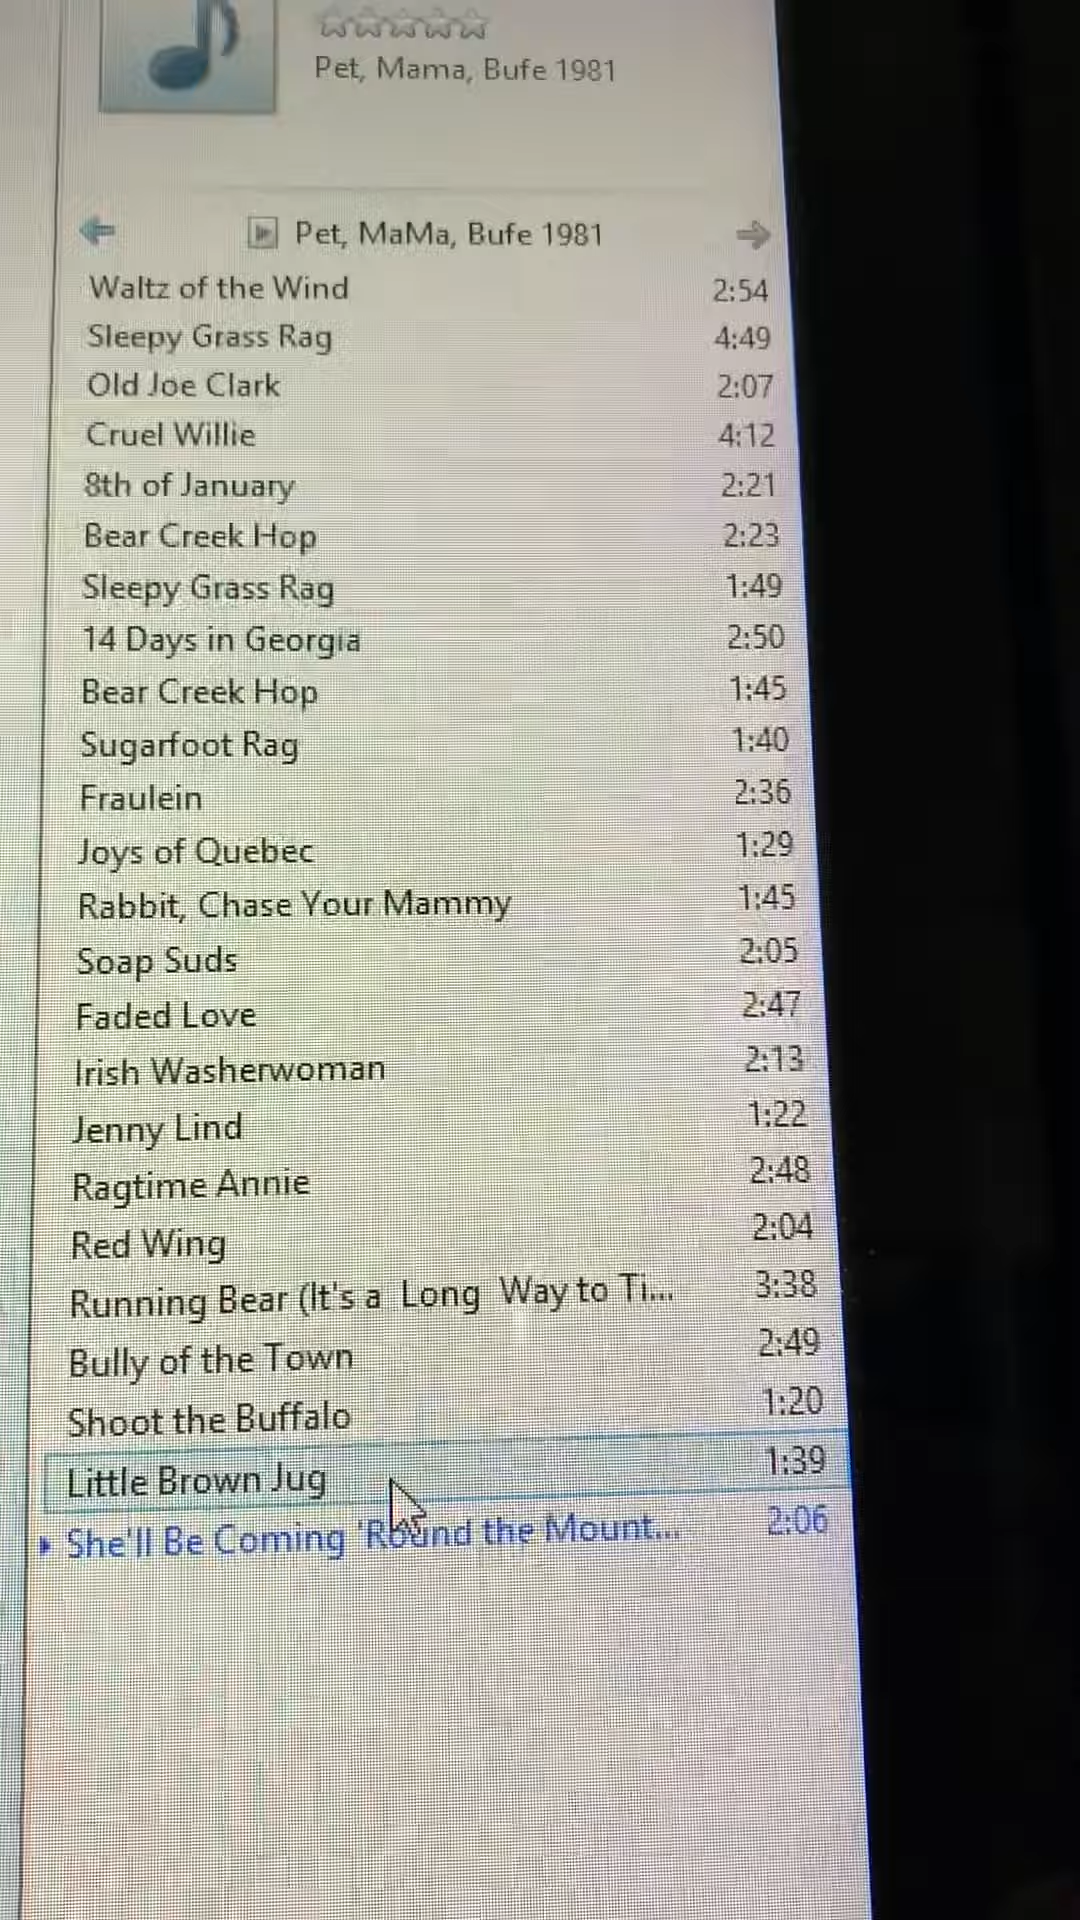 Pet, Mama, Bufe 1981
Pet, MaMa, Bufe 1981
Waltz of the Wind 2:54
Sleepy Grass Rag 4:49
Old Joe Clark 2:07
Cruel Willie 4:12
8th of January 2:21
Bear Creek Hop 2:23
Sleepy Grass Rag 1:49
14 Days in Georgia 2:50
Bear Creek Hop 1:45
Sugarfoot Rag 1:40
Fraulein 2:36
Joys of Quebec 1:29
Rabbit, Chase Your Mammy 1:45
Soap Suds 2:05
Faded Love 2:47
Irish Washerwoman 2:13
Jenny Lind 1:22
Ragtime Annie 2:48
Red Wing 2:04
Running Bear (It's a Long Way to Ti... 3:38
Bully of the Town 2:49
Shoot the Buffalo 1:20
Little Brown Jug 1:39
She'll Be Coming 'Round the Mount... 2:06